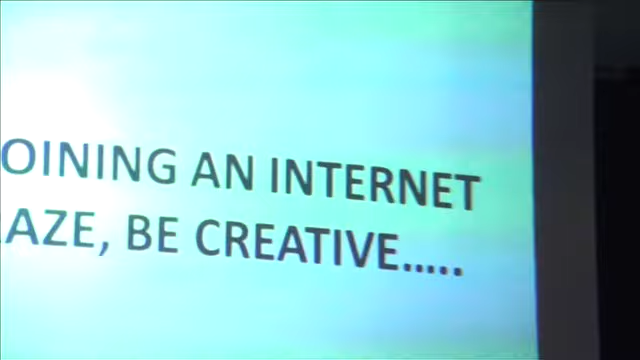 OINING AN INTERNET
AZE, BE CREATIVE.....